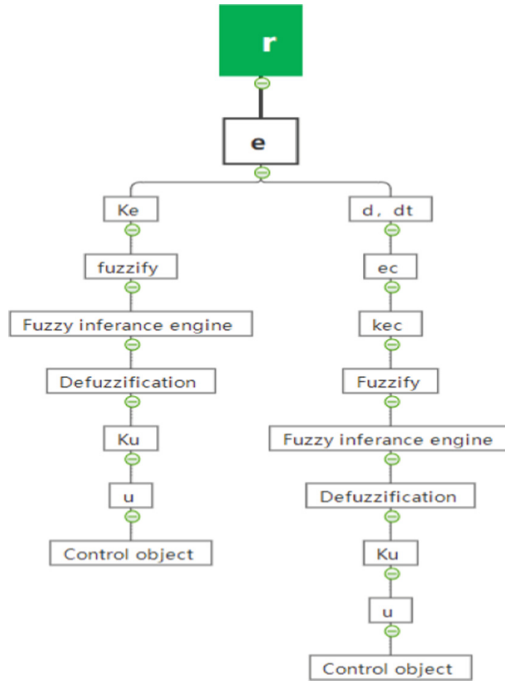 r
e
Ke
d, dt
fuzzify
ec
Fuzzy inferance engine
kec
Defuzzification
Fuzzify
Ku
Fuzzy inferance engine
u
Defuzzification
Control object
Ku
u
Control object